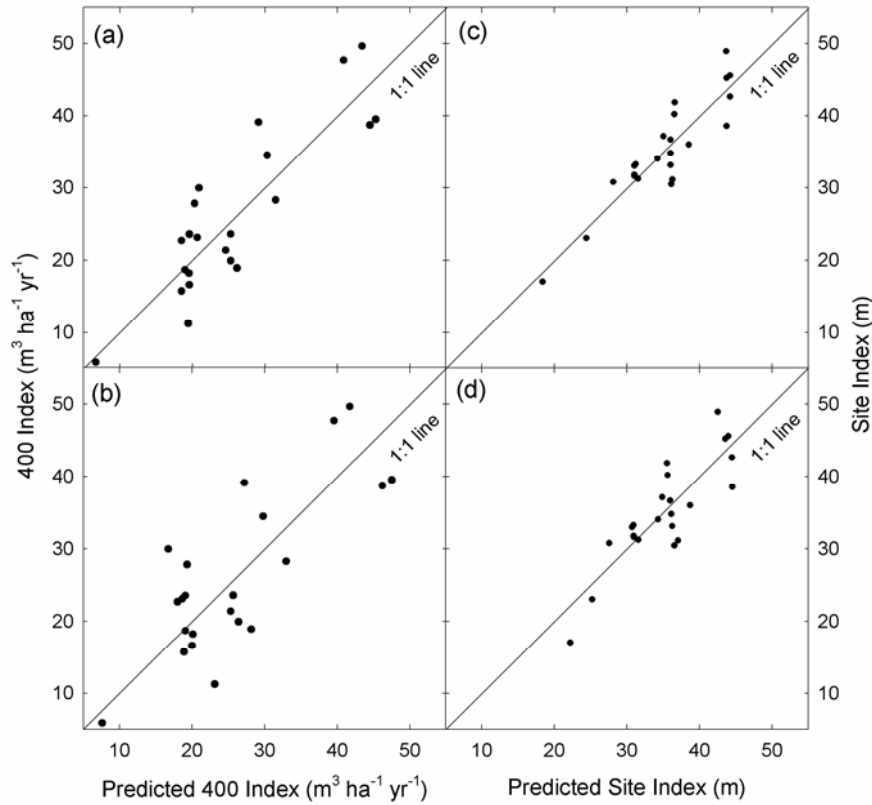 (a)
(c)
50
40
30
20
10
1:1 line
1:1 line
50
40
30
20
10
(b)
(d)
50
40
30
20
10
1:1 line
1:1 line
50
40
30
20
10
400 Index (m³ ha⁻¹ yr⁻¹)
Site Index (m)
10 20 30 40 50
10 20 30 40 50
Predicted 400 Index (m³ ha⁻¹ yr⁻¹)
Predicted Site Index (m)